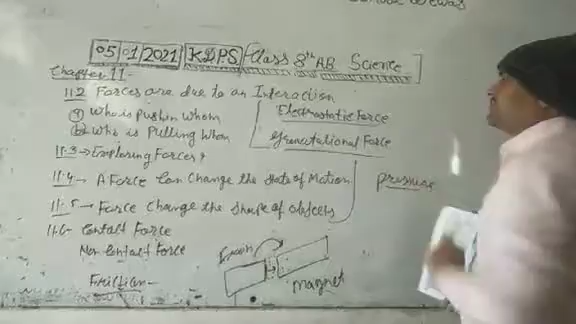 05 01 2021 KDPS Class 8th AB Science
Chapter 11-
11.2 Forces are due to an Interaction
(a) Who is Pushin Whom
(b) Who is Pulling Whom
Electrostatic Force
Gravitational Force
11.3 → Exploring Forces
11.4 → A Force Can Change the State of Motion
Pressure
11.5 → Force Change the Shape of Objects
11.6- Contact Force
Non Contact Force
Friction-
magnet